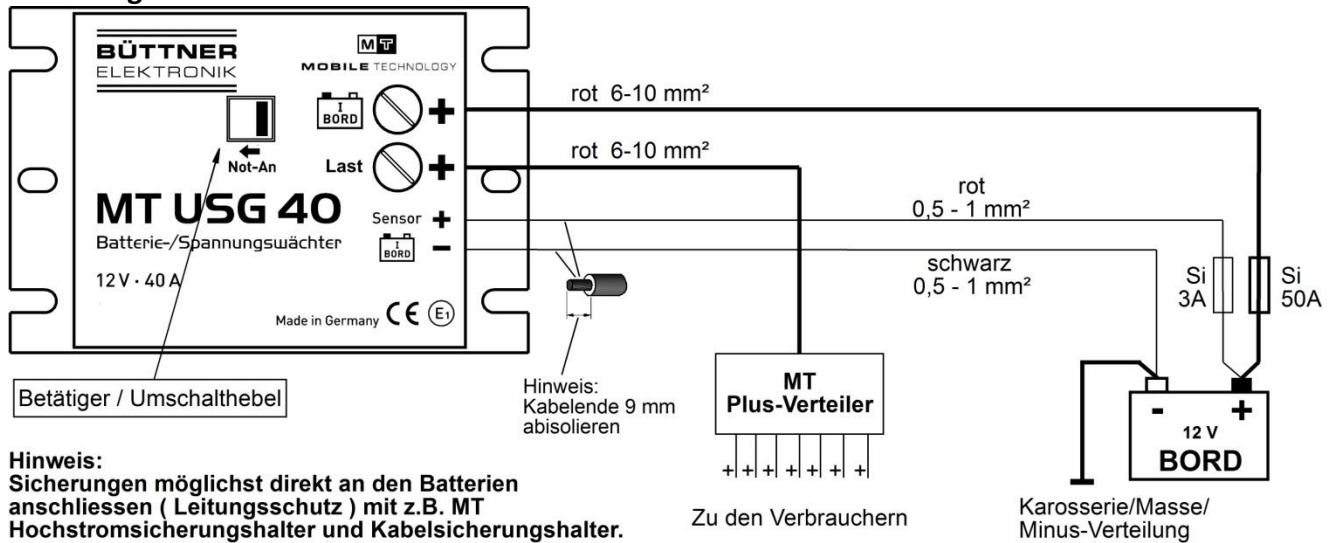 BÜTTNER
ELEKTRONIK
MT
MOBILE TECHNOLOGY
I
BORD
+
Not-An
Last
+
MT USG 40
Batterie-/Spannungswächter
12 V · 40 A
Sensor +
I
BORD
−
Made in Germany CE E1
Betätiger / Umschalthebel
rot 6-10 mm²
rot 6-10 mm²
rot
0,5 - 1 mm²
schwarz
0,5 - 1 mm²
Si
3A
Si
50A
Hinweis:
Kabelende 9 mm
abisolieren
MT
Plus-Verteiler
+ + + + + + +
Zu den Verbrauchern
- +
12 V
BORD
Karosserie/Masse/
Minus-Verteilung
Hinweis:
Sicherungen möglichst direkt an den Batterien
anschliessen ( Leitungsschutz ) mit z.B. MT
Hochstromsicherungshalter und Kabelsicherungshalter.